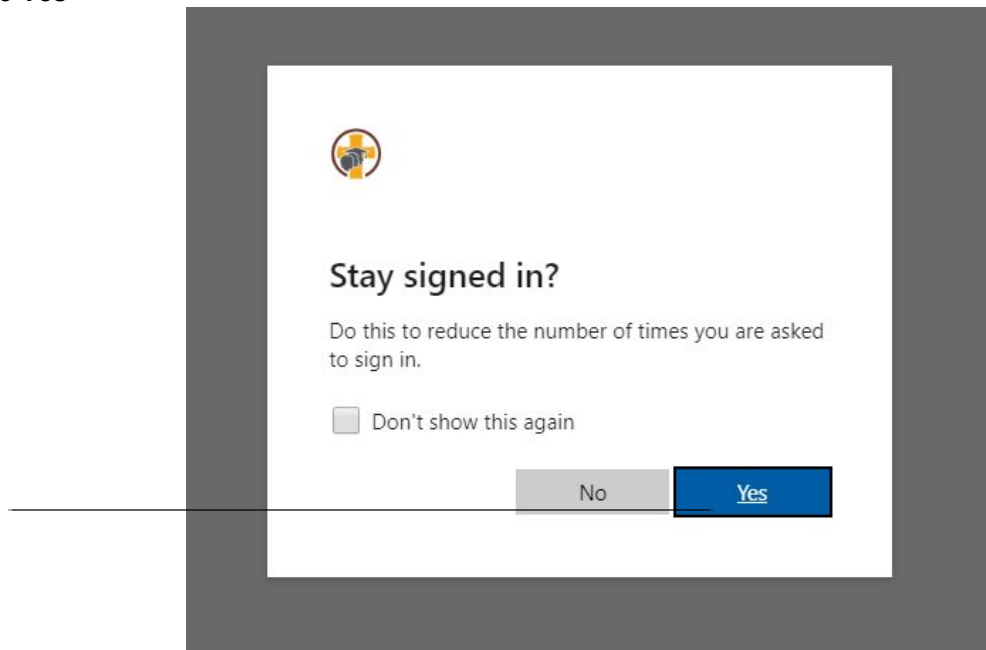 Yes
Stay signed in?
Do this to reduce the number of times you are asked
to sign in.
Don't show this again
No
Yes